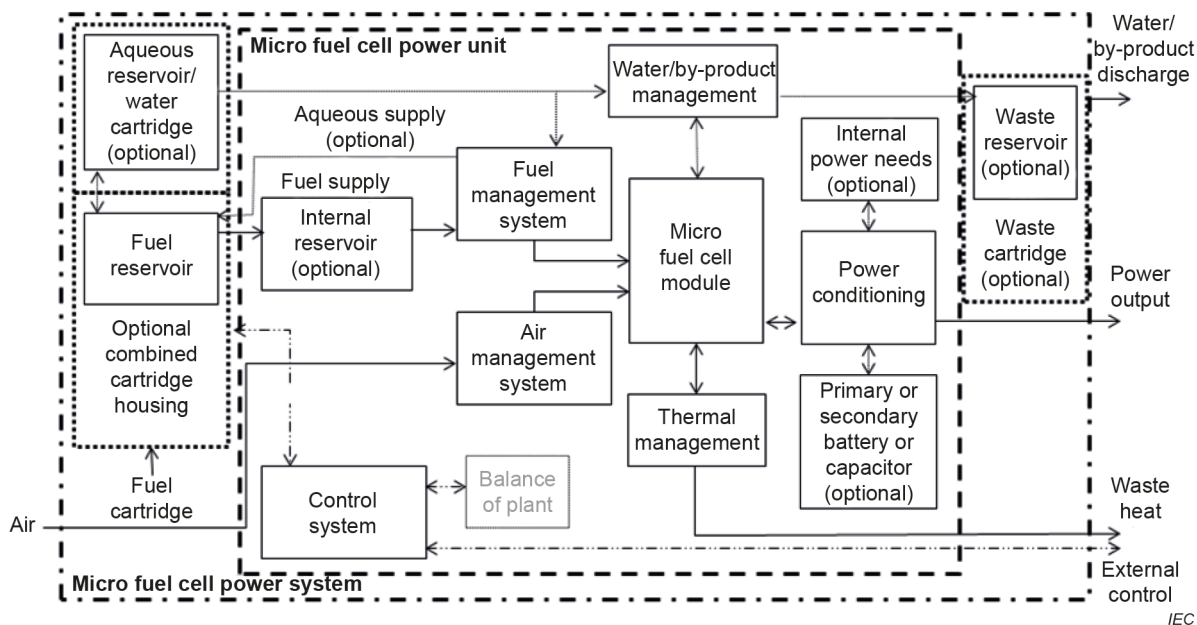 Water/
by-product
discharge
Micro fuel cell power unit
Aqueous
reservoir/
water
cartridge
(optional)
Water/by-product
management
Aqueous supply
(optional)
Internal
power needs
(optional)
Waste
reservoir
(optional)
Fuel
management
system
Fuel supply
Internal
reservoir
(optional)
Fuel
reservoir
Micro
fuel cell
module
Waste
cartridge
(optional)
Power
conditioning
Power
output
Optional
combined
cartridge
housing
Air
management
system
Primary or
secondary
battery or
capacitor
(optional)
Thermal
management
Balance
of plant
Control
system
Fuel
cartridge
Air
Waste
heat
Micro fuel cell power system
External
control
IEC